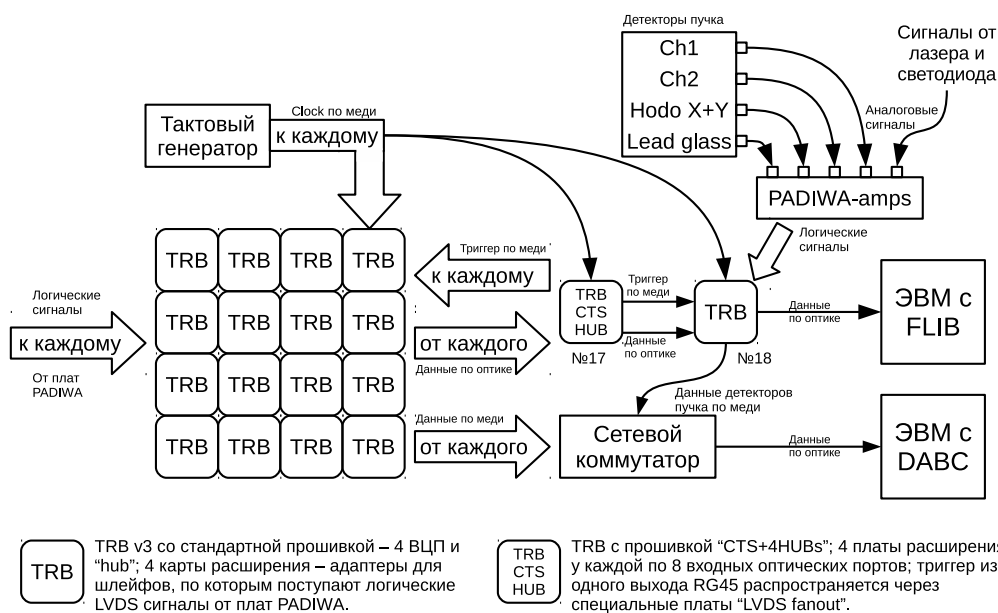 Детекторы пучка
Ch1
Ch2
Hodo X+Y
Lead glass
Сигналы от
лазера и
светодиода
Аналоговые
сигналы
PADIWA-amps
Логические
сигналы
Тактовый
генератор
Clock по меди
к каждому
TRB TRB TRB TRB
TRB TRB TRB TRB
TRB TRB TRB TRB
TRB TRB TRB TRB
Логические
сигналы
к каждому
От плат
PADIWA
Триггер по меди
к каждому
от каждого
Данные по оптике
Данные по меди
от каждого
TRB
CTS
HUB
№17
Триггер
по меди
Данные
по оптике
TRB
№18
Данные
по оптике
ЭВМ с
FLIB
Данные детекторов
пучка по меди
Сетевой
коммутатор
Данные
по оптике
ЭВМ с
DABC
TRB
TRB v3 со стандартной прошивкой – 4 ВЦП и
“hub”; 4 карты расширения – адаптеры для
шлейфов, по которым поступают логические
LVDS сигналы от плат PADIWA.
TRB
CTS
HUB
TRB с прошивкой “CTS+4HUBs”; 4 платы расширения
у каждой по 8 входных оптических портов; триггер из
одного выхода RG45 распространяется через
специальные платы “LVDS fanout”.